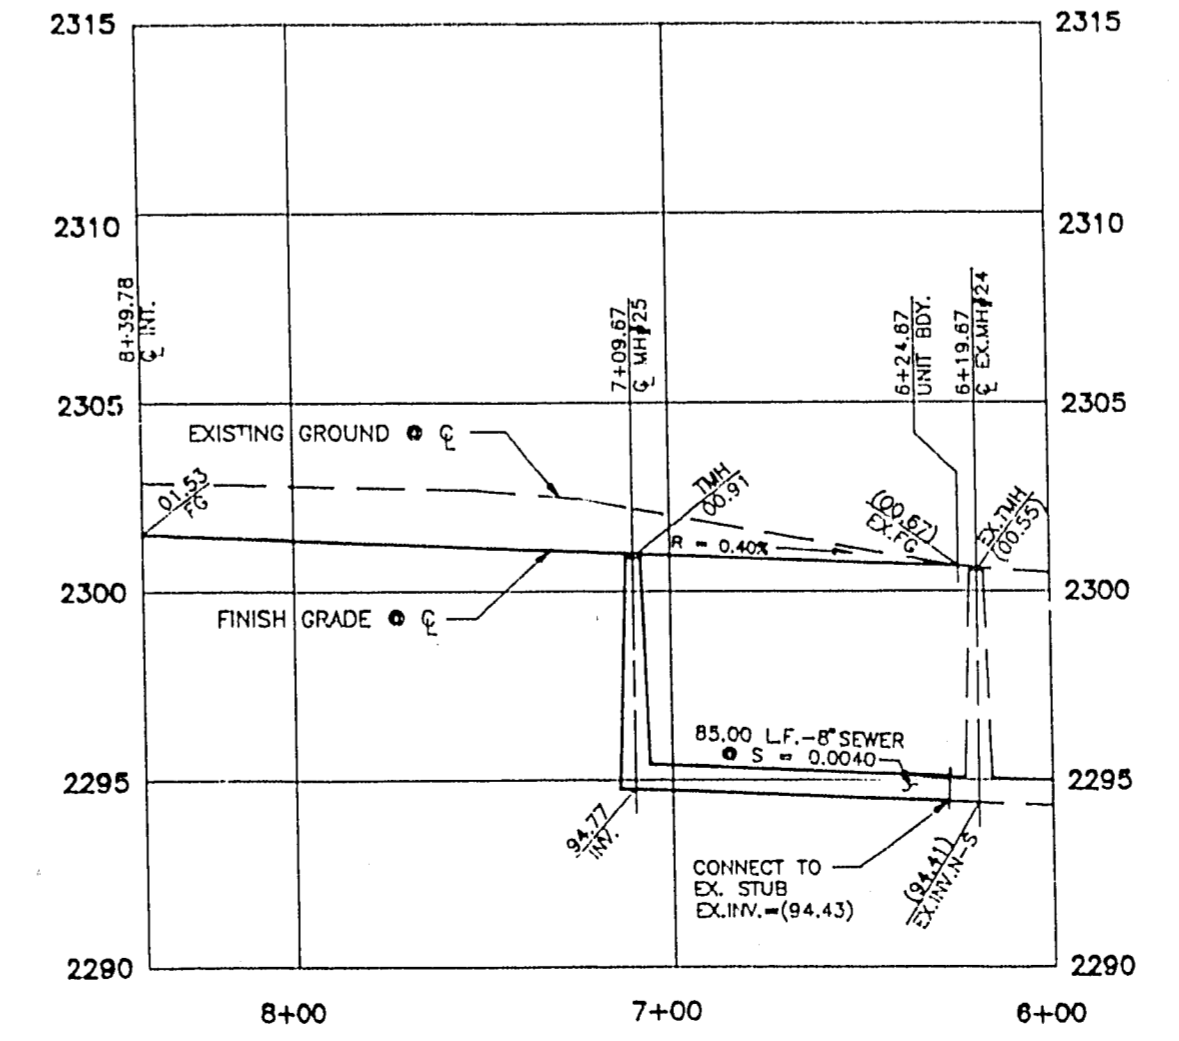 2315
2315
2310
2310
8+39.78
℄ INT.
7+09.67
℄ MH#25
6+24.67
UNIT BDY.
6+19.67
℄ EX.MH#24
2305
2305
EXISTING GROUND @ ℄
01.53
FG
TMH
00.91
(00.67)
EX.FG
EX.TMH
(00.55)
R = 0.40%
2300
2300
FINISH GRADE @ ℄
85.00 L.F.-8" SEWER
@ S = 0.0040
2295
2295
94.77
INV.
(94.41)
EX.INV.N-S
CONNECT TO
EX. STUB
EX.INV.=(94.43)
2290
2290
8+00
7+00
6+00